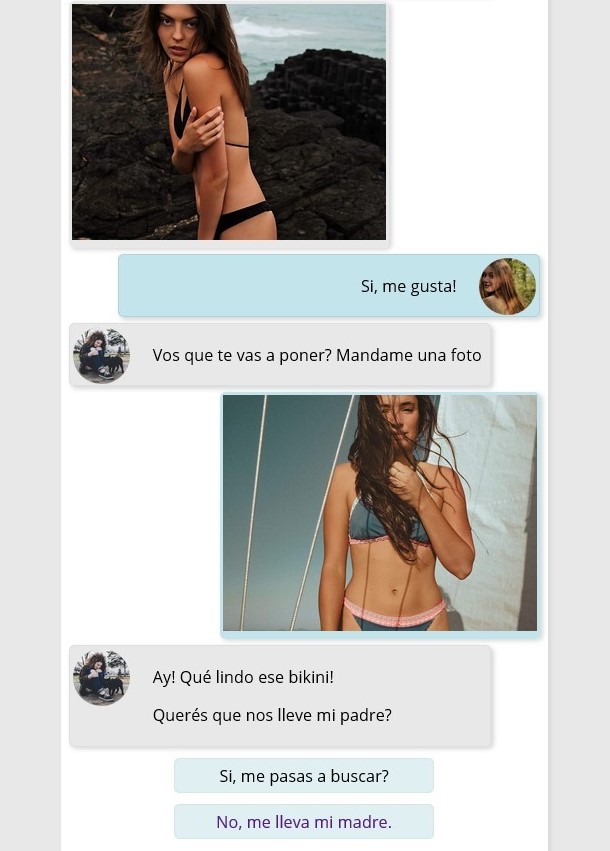 Si, me gusta!
Vos que te vas a poner? Mandame una foto
Ay! Qué lindo ese bikini!
Querés que nos lleve mi padre?
Si, me pasas a buscar?
No, me lleva mi madre.